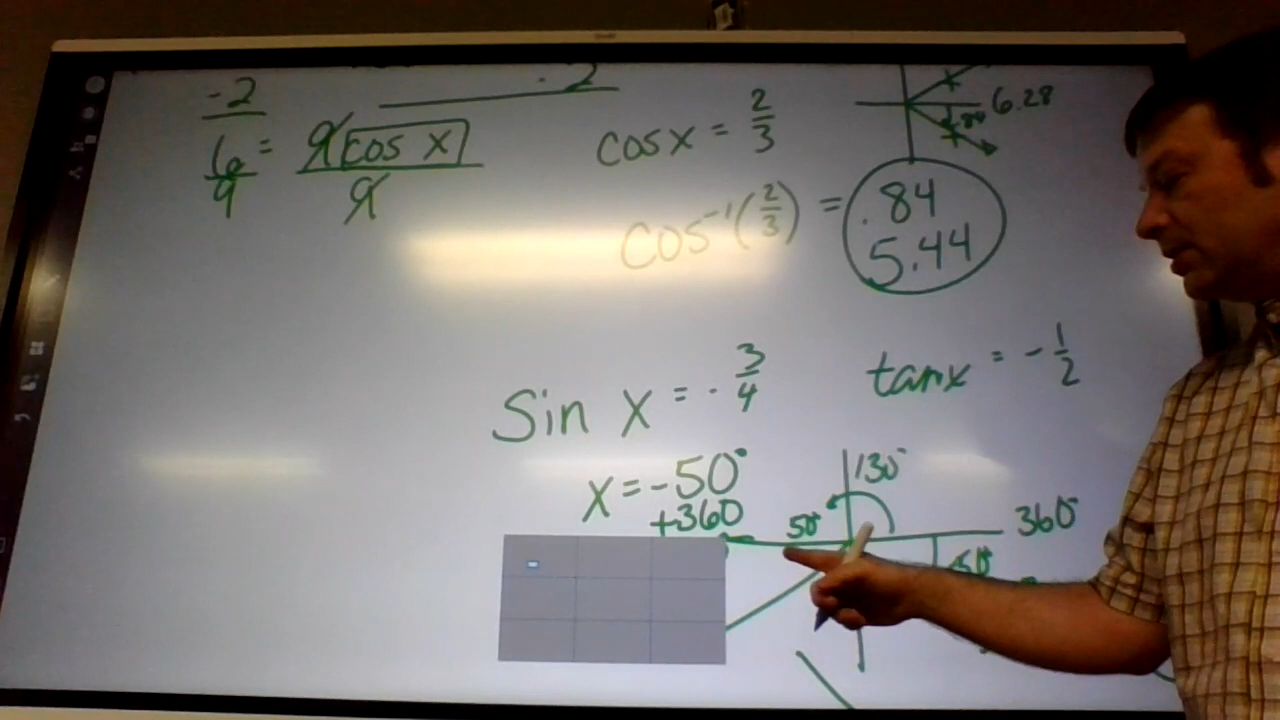 -2
. 2
6/9 = 9 cos x / 9
cos x = 2/3
6.28
cos⁻¹(2/3) = .84
5.44
sin x = -3/4
tan x = -1/2
x = -50°
+360
130°
50°
360°
50°